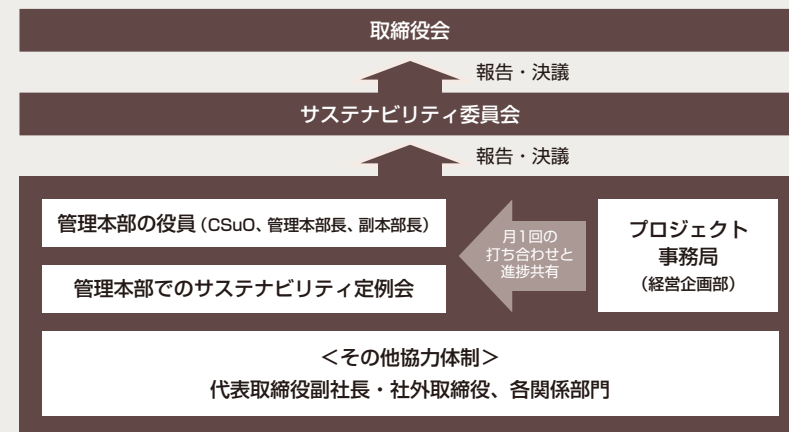 取締役会
報告・決議
サステナビリティ委員会
報告・決議
管理本部の役員（CSuO、管理本部長、副本部長）
管理本部でのサステナビリティ定例会
月1回の
打ち合わせと
進捗共有
プロジェクト
事務局
（経営企画部）
＜その他協力体制＞
代表取締役副社長・社外取締役、各関係部門